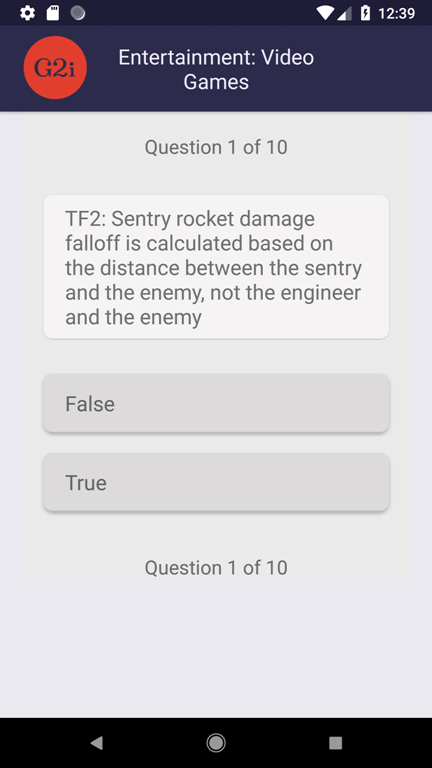 12:39
G2i
Entertainment: Video
Games
Question 1 of 10
TF2: Sentry rocket damage
falloff is calculated based on
the distance between the sentry
and the enemy, not the engineer
and the enemy
False
True
Question 1 of 10